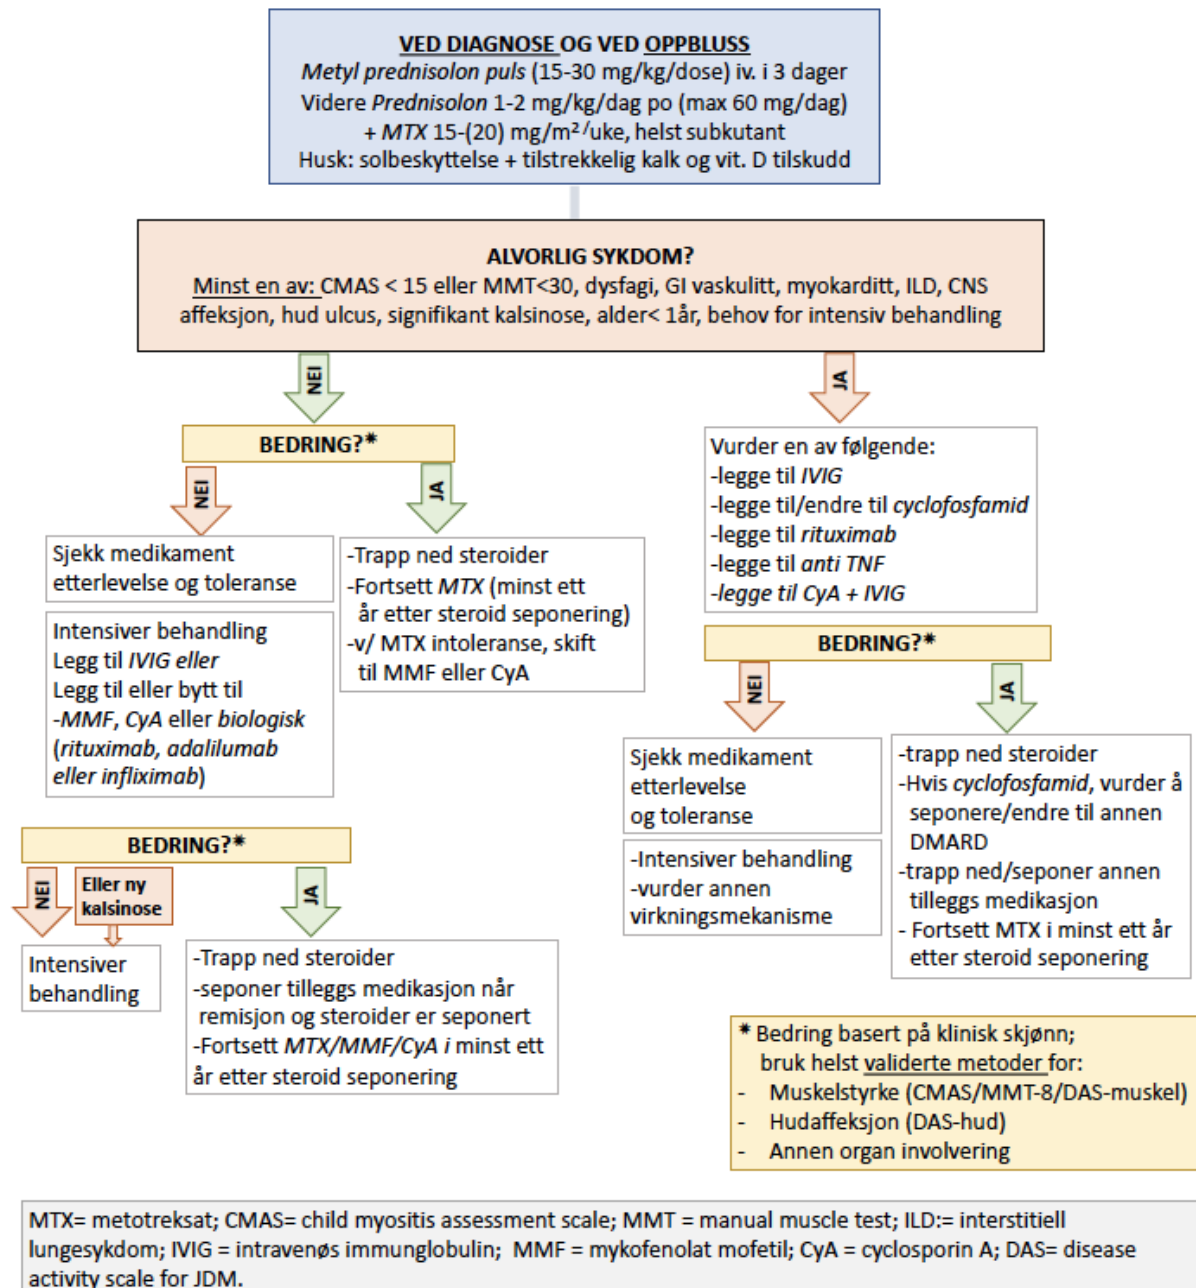 VED DIAGNOSE OG VED OPPBLUSS
Metyl prednisolon puls (15-30 mg/kg/dose) iv. i 3 dager
Videre Prednisolon 1-2 mg/kg/dag po (max 60 mg/dag)
+ MTX 15-(20) mg/m²/uke, helst subkutant
Husk: solbeskyttelse + tilstrekkelig kalk og vit. D tilskudd
ALVORLIG SYKDOM?
Minst en av: CMAS < 15 eller MMT<30, dysfagi, GI vaskulitt, myokarditt, ILD, CNS
affeksjon, hud ulcus, signifikant kalsinose, alder< 1år, behov for intensiv behandling
NEI
BEDRING?*
NEI
Sjekk medikament
etterlevelse og toleranse
Intensiver behandling
Legg til IVIG eller
Legg til eller bytt til
-MMF, CyA eller biologisk
(rituximab, adalilumab
eller infliximab)
JA
-Trapp ned steroider
-Fortsett MTX (minst ett
år etter steroid seponering)
-v/ MTX intoleranse, skift
til MMF eller CyA
BEDRING?*
NEI
Eller ny
kalsinose
Intensiver
behandling
JA
-Trapp ned steroider
-seponer tilleggs medikasjon når
remisjon og steroider er seponert
-Fortsett MTX/MMF/CyA i minst ett
år etter steroid seponering
JA
Vurder en av følgende:
-legge til IVIG
-legge til/endre til cyclofosfamid
-legge til rituximab
-legge til anti TNF
-legge til CyA + IVIG
BEDRING?*
NEI
Sjekk medikament
etterlevelse
og toleranse
-Intensiver behandling
-vurder annen
virkningsmekanisme
JA
-trapp ned steroider
-Hvis cyclofosfamid, vurder å
seponere/endre til annen
DMARD
-trapp ned/seponer annen
tilleggs medikasjon
- Fortsett MTX i minst ett år
etter steroid seponering
* Bedring basert på klinisk skjønn;
bruk helst validerte metoder for:
- Muskelstyrke (CMAS/MMT-8/DAS-muskel)
- Hudaffeksjon (DAS-hud)
- Annen organ involvering
MTX= metotreksat; CMAS= child myositis assessment scale; MMT = manual muscle test; ILD:= interstitiell
lungesykdom; IVIG = intravenøs immunglobulin; MMF = mykofenolat mofetil; CyA = cyclosporin A; DAS= disease
activity scale for JDM.